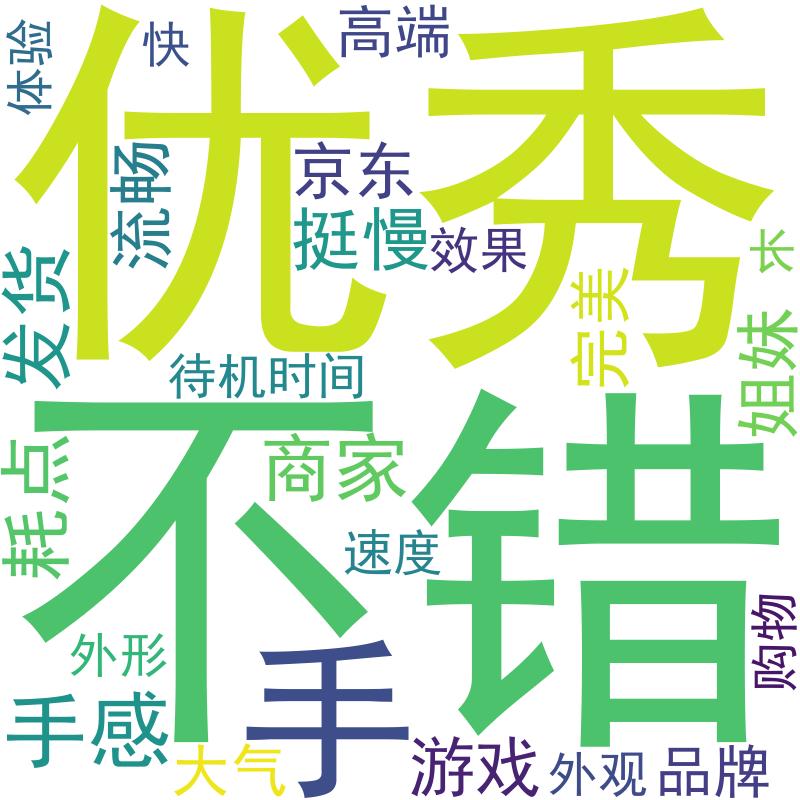 体验
快
高端
优秀
流畅
京东
挺慢
效果
长
发货
完美
姐妹
待机时间
不错
耗点
商家
速度
购物
外形
手感
手
大气
游戏
外观
品牌